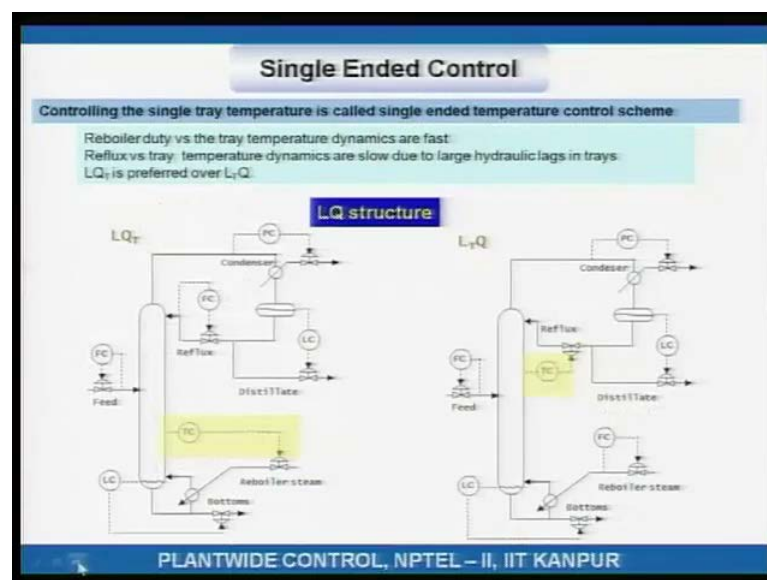 Single Ended Control
Controlling the single tray temperature is called single ended temperature control scheme
Reboiler duty vs the tray temperature dynamics are fast
Reflux vs tray temperature dynamics are slow due to large hydraulic lags in trays
LQT is preferred over LTQ
LQ structure
LQT
PC
Condenser
FC
LC
FC
Reflux
Distillate
Feed
TC
LC
Reboiler steam
Bottoms
LTQ
PC
Condeser
Reflux
LC
FC
TC
Distillate
Feed
FC
LC
Reboiler steam
Bottoms
PLANTWIDE CONTROL, NPTEL – II, IIT KANPUR